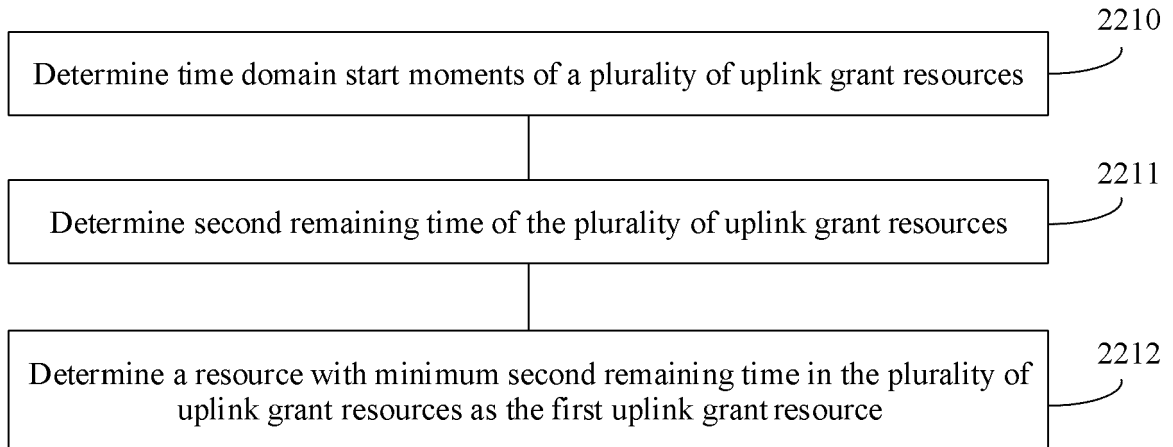 2210
Determine time domain start moments of a plurality of uplink grant resources
2211
Determine second remaining time of the plurality of uplink grant resources
2212
Determine a resource with minimum second remaining time in the plurality of
uplink grant resources as the first uplink grant resource